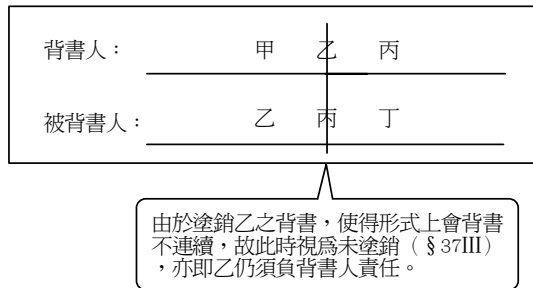 背書人： 甲 乙 丙
被背書人： 乙 丙 丁
由於塗銷乙之背書，使得形式上會背書
不連續，故此時視為未塗銷（§37III）
，亦即乙仍須負背書人責任。